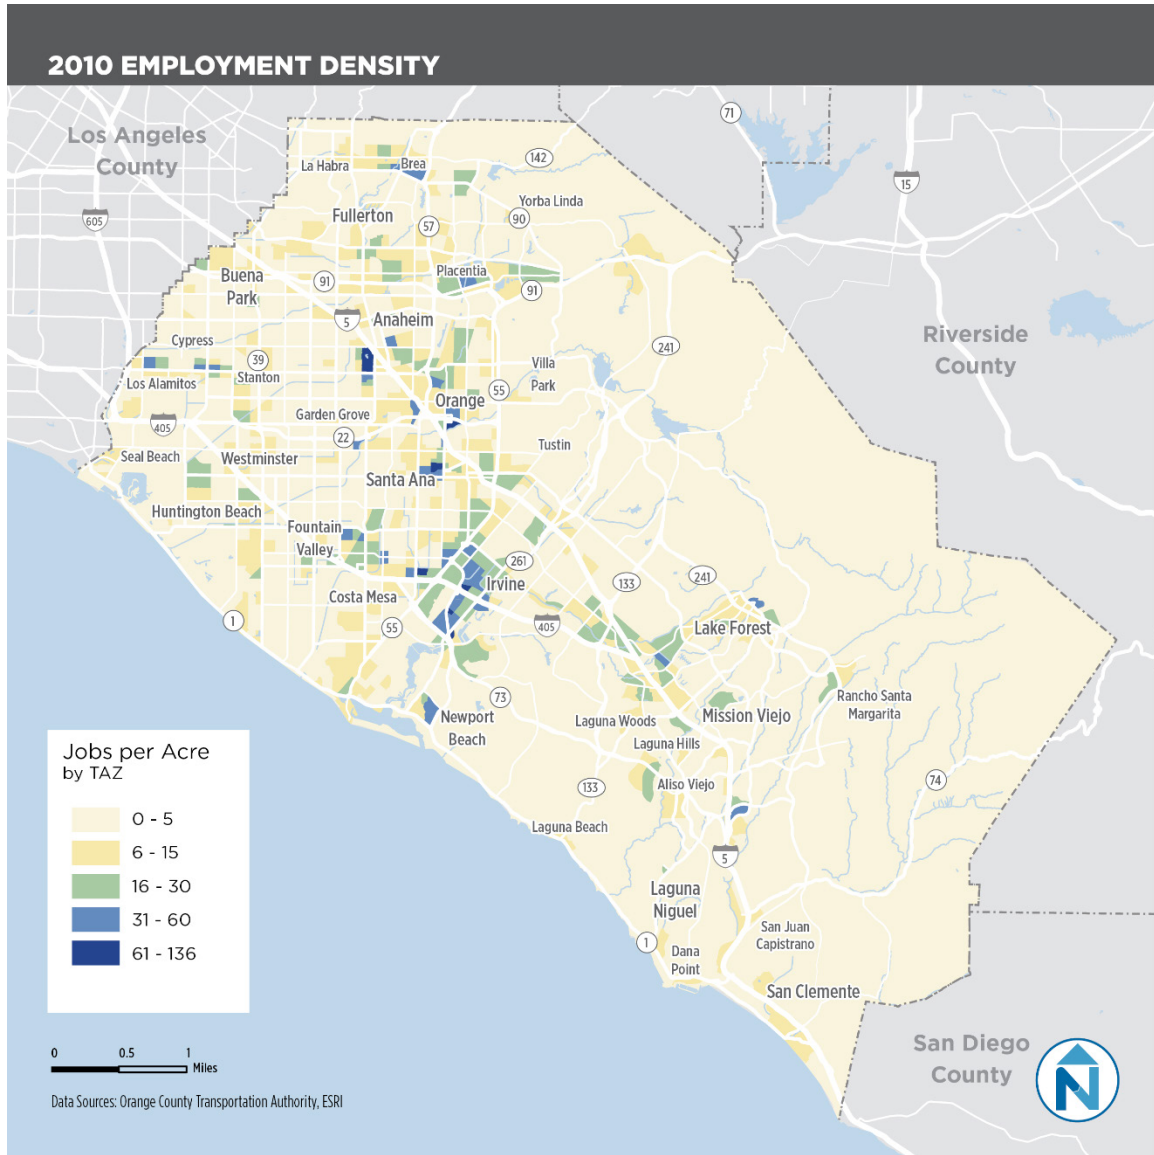 2010 EMPLOYMENT DENSITY
Los Angeles
County
71
142
La Habra
Brea
15
605
Yorba Linda
Fullerton
90
57
Placentia
Buena
Park
91
91
5
Anaheim
Riverside
County
Cypress
241
39
Villa
Park
Los Alamitos
Stanton
55
Orange
Garden Grove
405
22
Tustin
Seal Beach
Westminster
Santa Ana
Huntington Beach
Fountain
Valley
261
Irvine
133
241
Costa Mesa
1
55
405
Lake Forest
73
Rancho Santa
Margarita
Newport
Beach
Laguna Woods
Mission Viejo
Laguna Hills
Jobs per Acre
by TAZ
74
133
Aliso Viejo
0 - 5
Laguna Beach
6 - 15
5
16 - 30
Laguna
Niguel
31 - 60
San Juan
Capistrano
1
61 - 136
Dana
Point
San Clemente
San Diego
County
0 0.5 1
Miles
N
Data Sources: Orange County Transportation Authority, ESRI